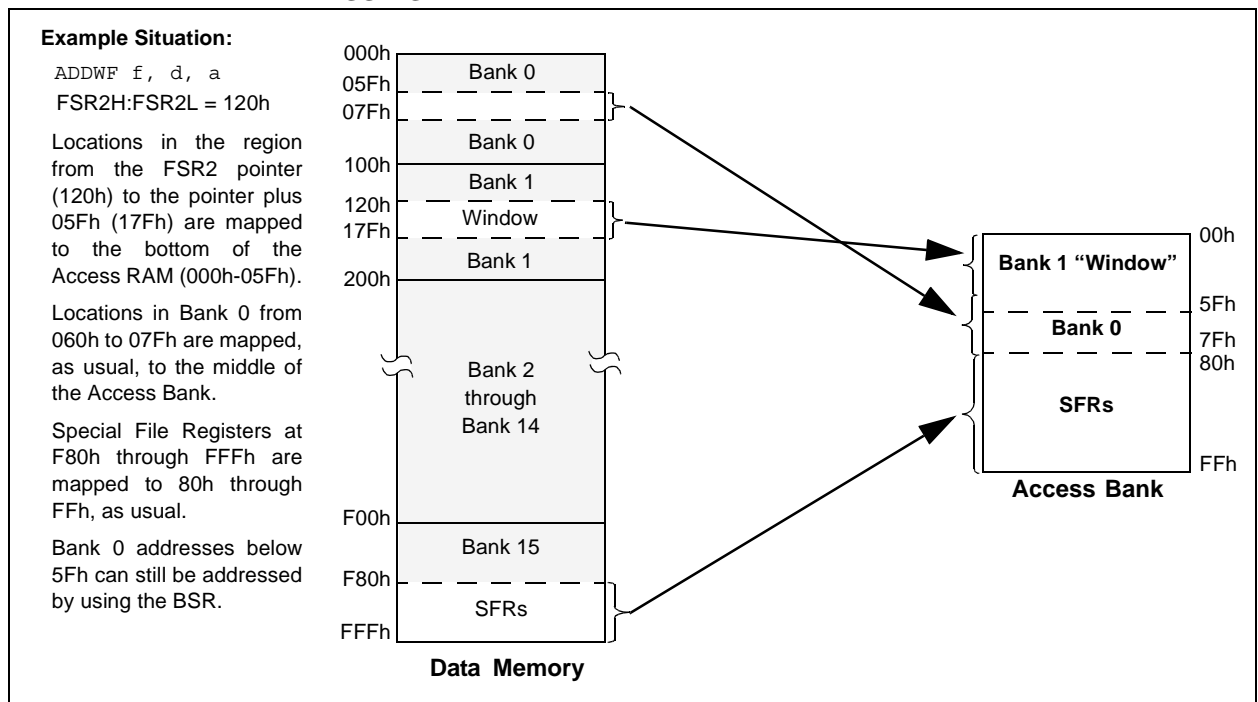 Example Situation:
ADDWF f, d, a
FSR2H:FSR2L = 120h
Locations in the region
from the FSR2 pointer
(120h) to the pointer plus
05Fh (17Fh) are mapped
to the bottom of the
Access RAM (000h-05Fh).
Locations in Bank 0 from
060h to 07Fh are mapped,
as usual, to the middle of
the Access Bank.
Special File Registers at
F80h through FFFh are
mapped to 80h through
FFh, as usual.
Bank 0 addresses below
5Fh can still be addressed
by using the BSR.
000h
Bank 0
05Fh
07Fh
Bank 0
100h
Bank 1
120h
Window
17Fh
Bank 1
200h
Bank 2
through
Bank 14
F00h
Bank 15
F80h
SFRs
FFFh
Data Memory
00h
Bank 1 “Window”
5Fh
Bank 0
7Fh
80h
SFRs
FFh
Access Bank